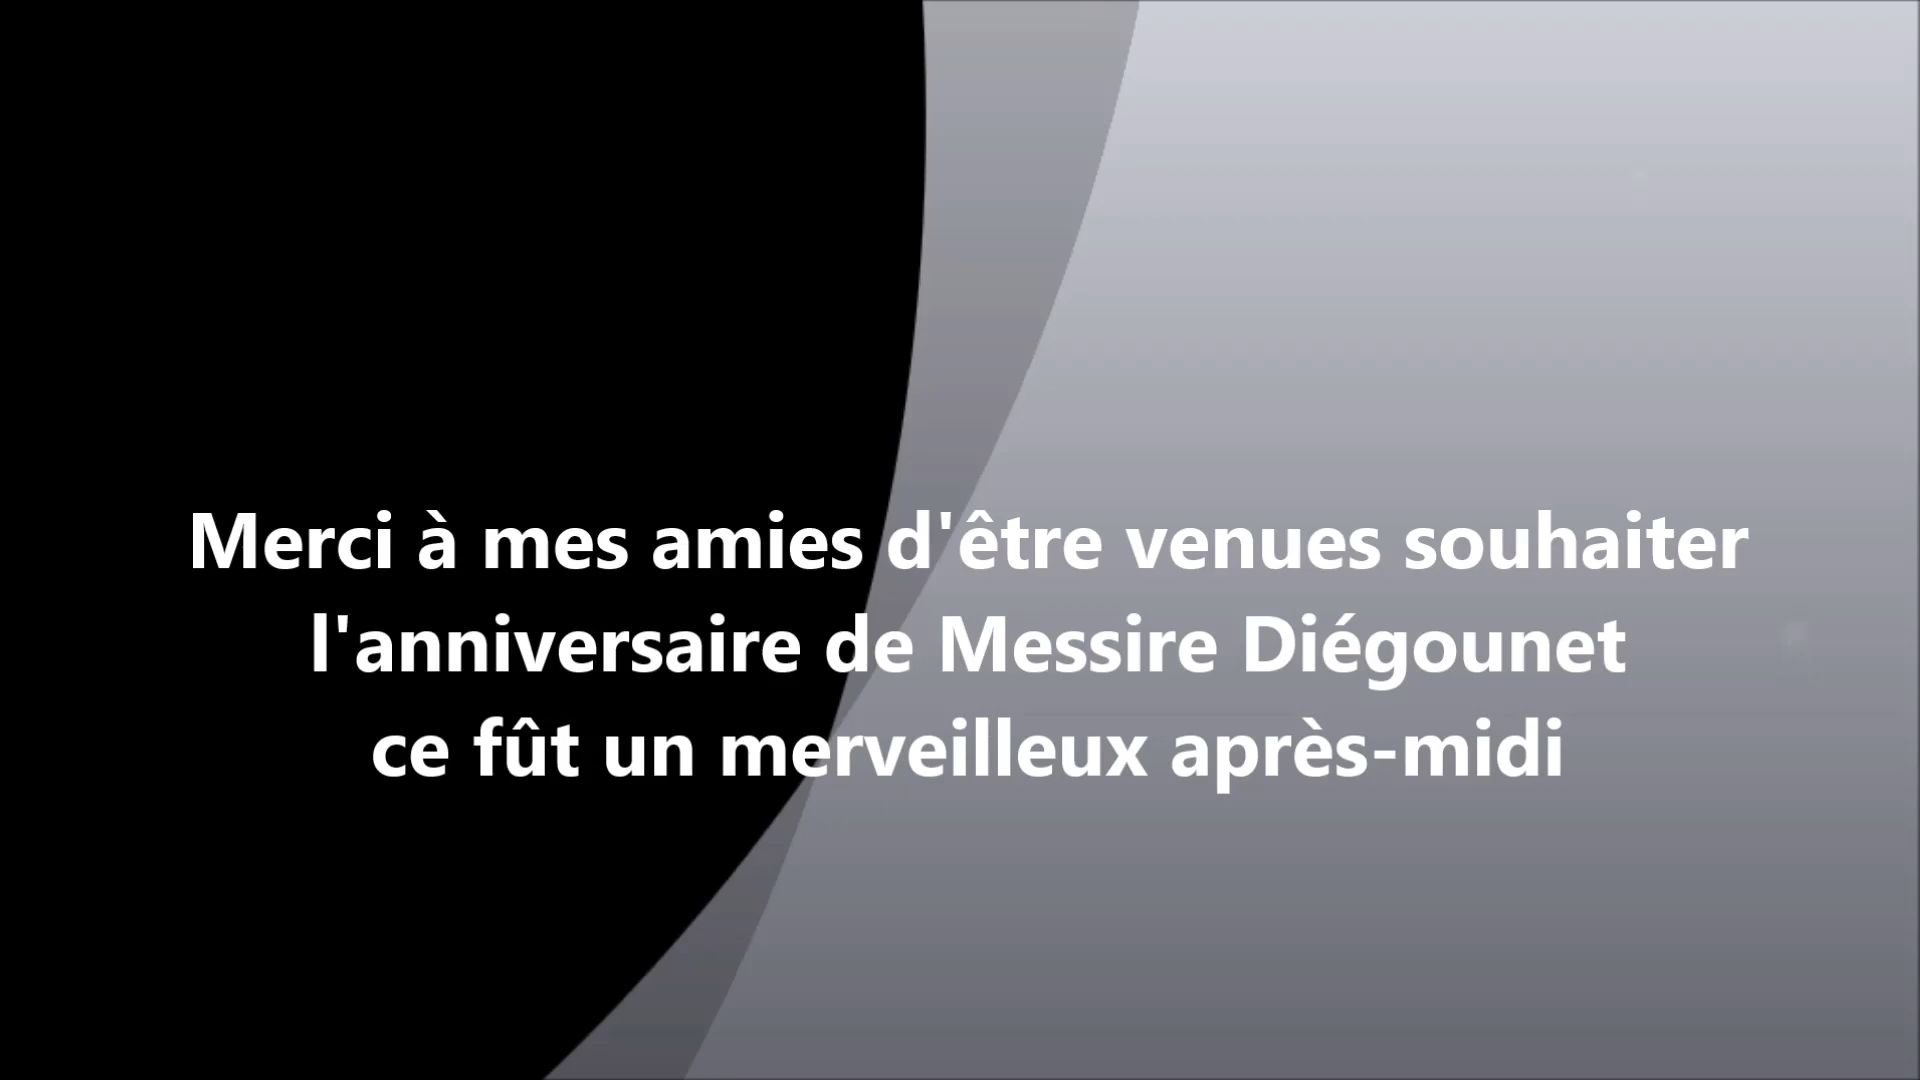 Merci à mes amies d'être venues souhaiter
l'anniversaire de Messire Diégounet
ce fût un merveilleux après-midi